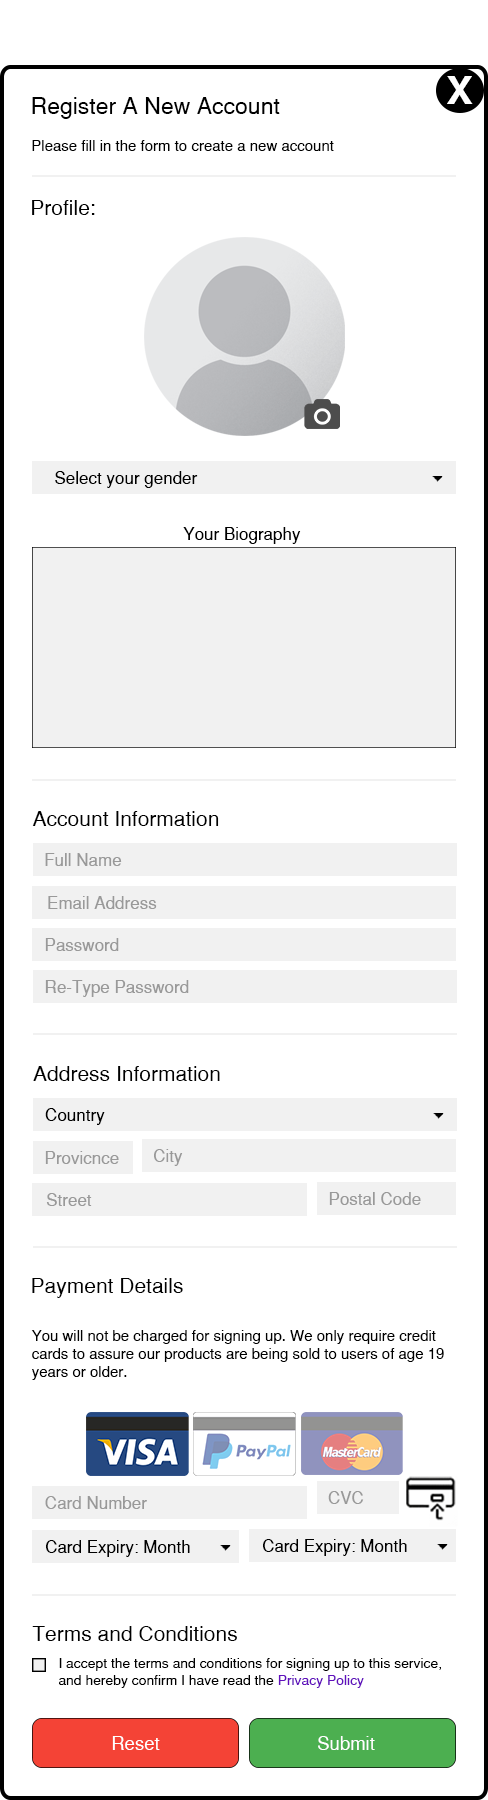 X
Register A New Account
Please fill in the form to create a new account
Profile:
Select your gender
Your Biography
Account Information
Full Name
Email Address
Password
Re-Type Password
Address Information
Country
Provicnce City
Street Postal Code
Payment Details
You will not be charged for signing up. We only require credit
cards to assure our products are being sold to users of age 19
years or older.
VISA PayPal MasterCard
Card Number CVC
Card Expiry: Month Card Expiry: Month
Terms and Conditions
I accept the terms and conditions for signing up to this service,
and hereby confirm I have read the Privacy Policy
Reset Submit